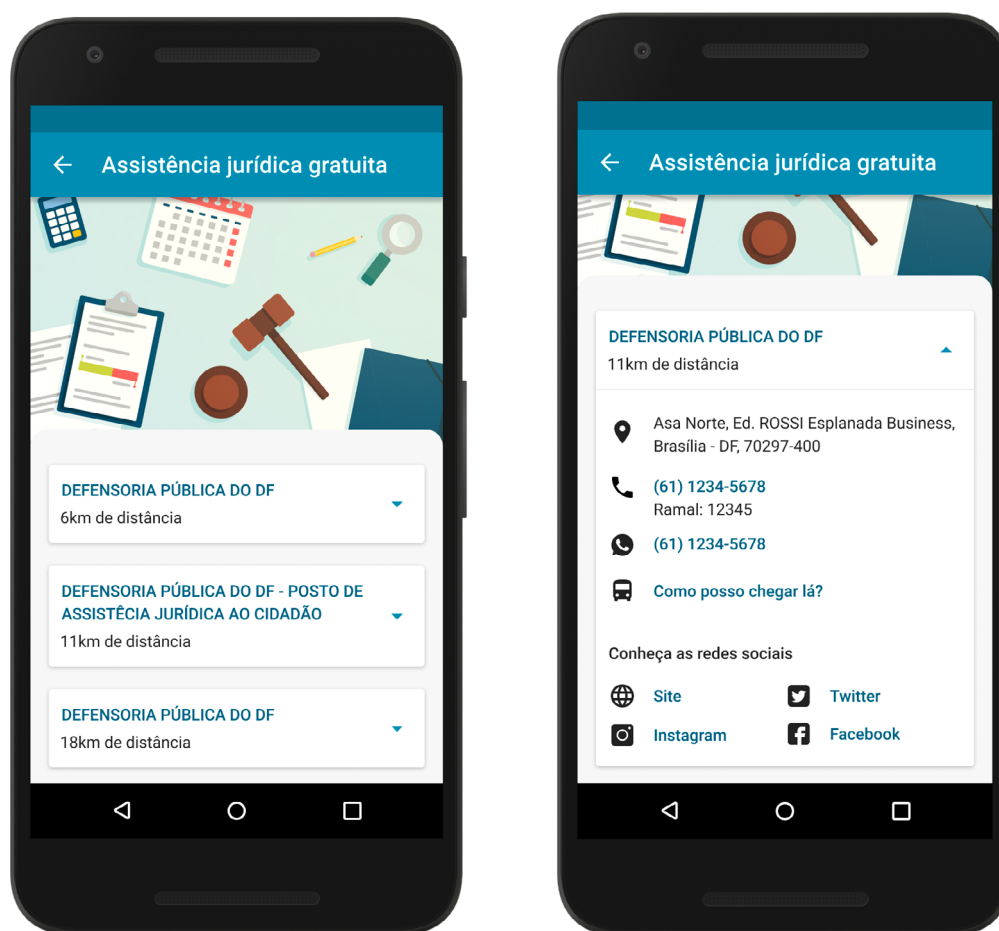 Assistência jurídica gratuita
DEFENSORIA PÚBLICA DO DF
6km de distância
DEFENSORIA PÚBLICA DO DF - POSTO DE
ASSISTÊCIA JURÍDICA AO CIDADÃO
11km de distância
DEFENSORIA PÚBLICA DO DF
18km de distância
Assistência jurídica gratuita
DEFENSORIA PÚBLICA DO DF
11km de distância
Asa Norte, Ed. ROSSI Esplanada Business,
Brasília - DF, 70297-400
(61) 1234-5678
Ramal: 12345
(61) 1234-5678
Como posso chegar lá?
Conheça as redes sociais
Site
Twitter
Instagram
Facebook